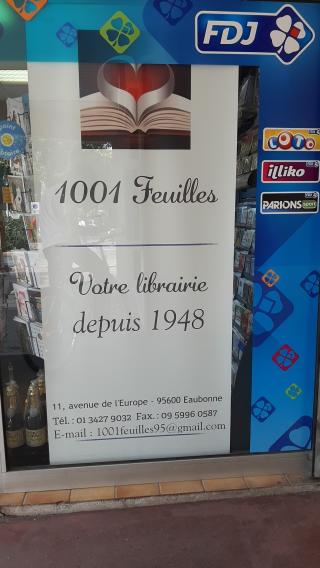 FDJ
LOTO
illiko
PARIONS sport
1001 Feuilles
Votre librairie
depuis 1948
11, avenue de l'Europe - 95600 Eaubonne
Tél. : 01 3427 9032 Fax. : 09 5996 0587
E-mail : 1001feuilles95@gmail.com